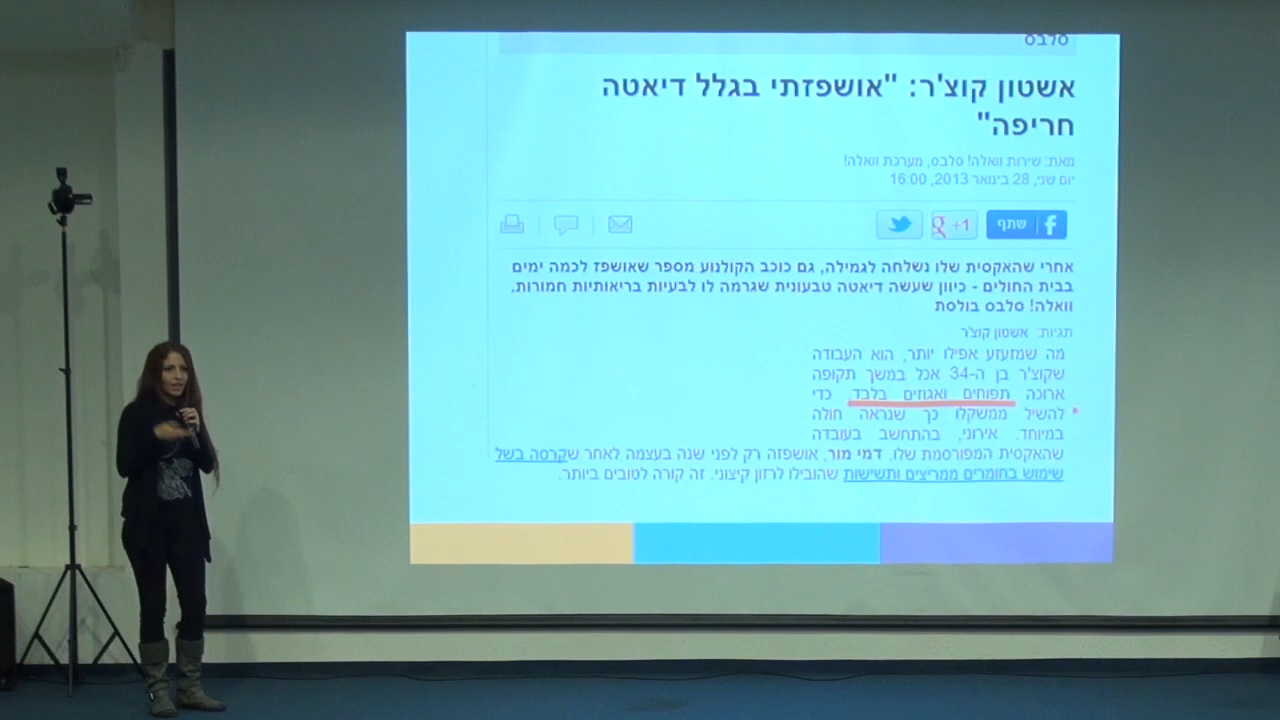 סלבס
אשטון קוצ'ר: "אושפזתי בגלל דיאטה
חריפה"
מאת: שירות וואלה! סלבס, מערכת וואלה!
יום שני, 28 בינואר 2013, 16:00
שתף
+1
אחרי שהאקסית שלו נשלחה לגמילה, גם כוכב הקולנוע מספר שאושפז לכמה ימים
בבית החולים - כיוון שעשה דיאטה טבעונית שגרמה לו לבעיות בריאותיות חמורות.
וואלה! סלבס בולסת
תגיות: אשטון קוצ'ר
מה שמזעזע אפילו יותר, הוא העבודה
שקוצ'ר בן ה-34 אכל במשך תקופה
ארוכה תפוחים ואגוזים בלבד כדי
להשיל ממשקלו כך שנראה חולה
במיוחד. אירוני, בהתחשב בעובדה
שהאקסית המפורסמת שלו, דמי מור, אושפזה רק לפני שנה בעצמה לאחר שקרסה בשל
שימוש בחומרים ממריצים ותשישות שהובילו לרזון קיצוני. זה קורה לטובים ביותר.